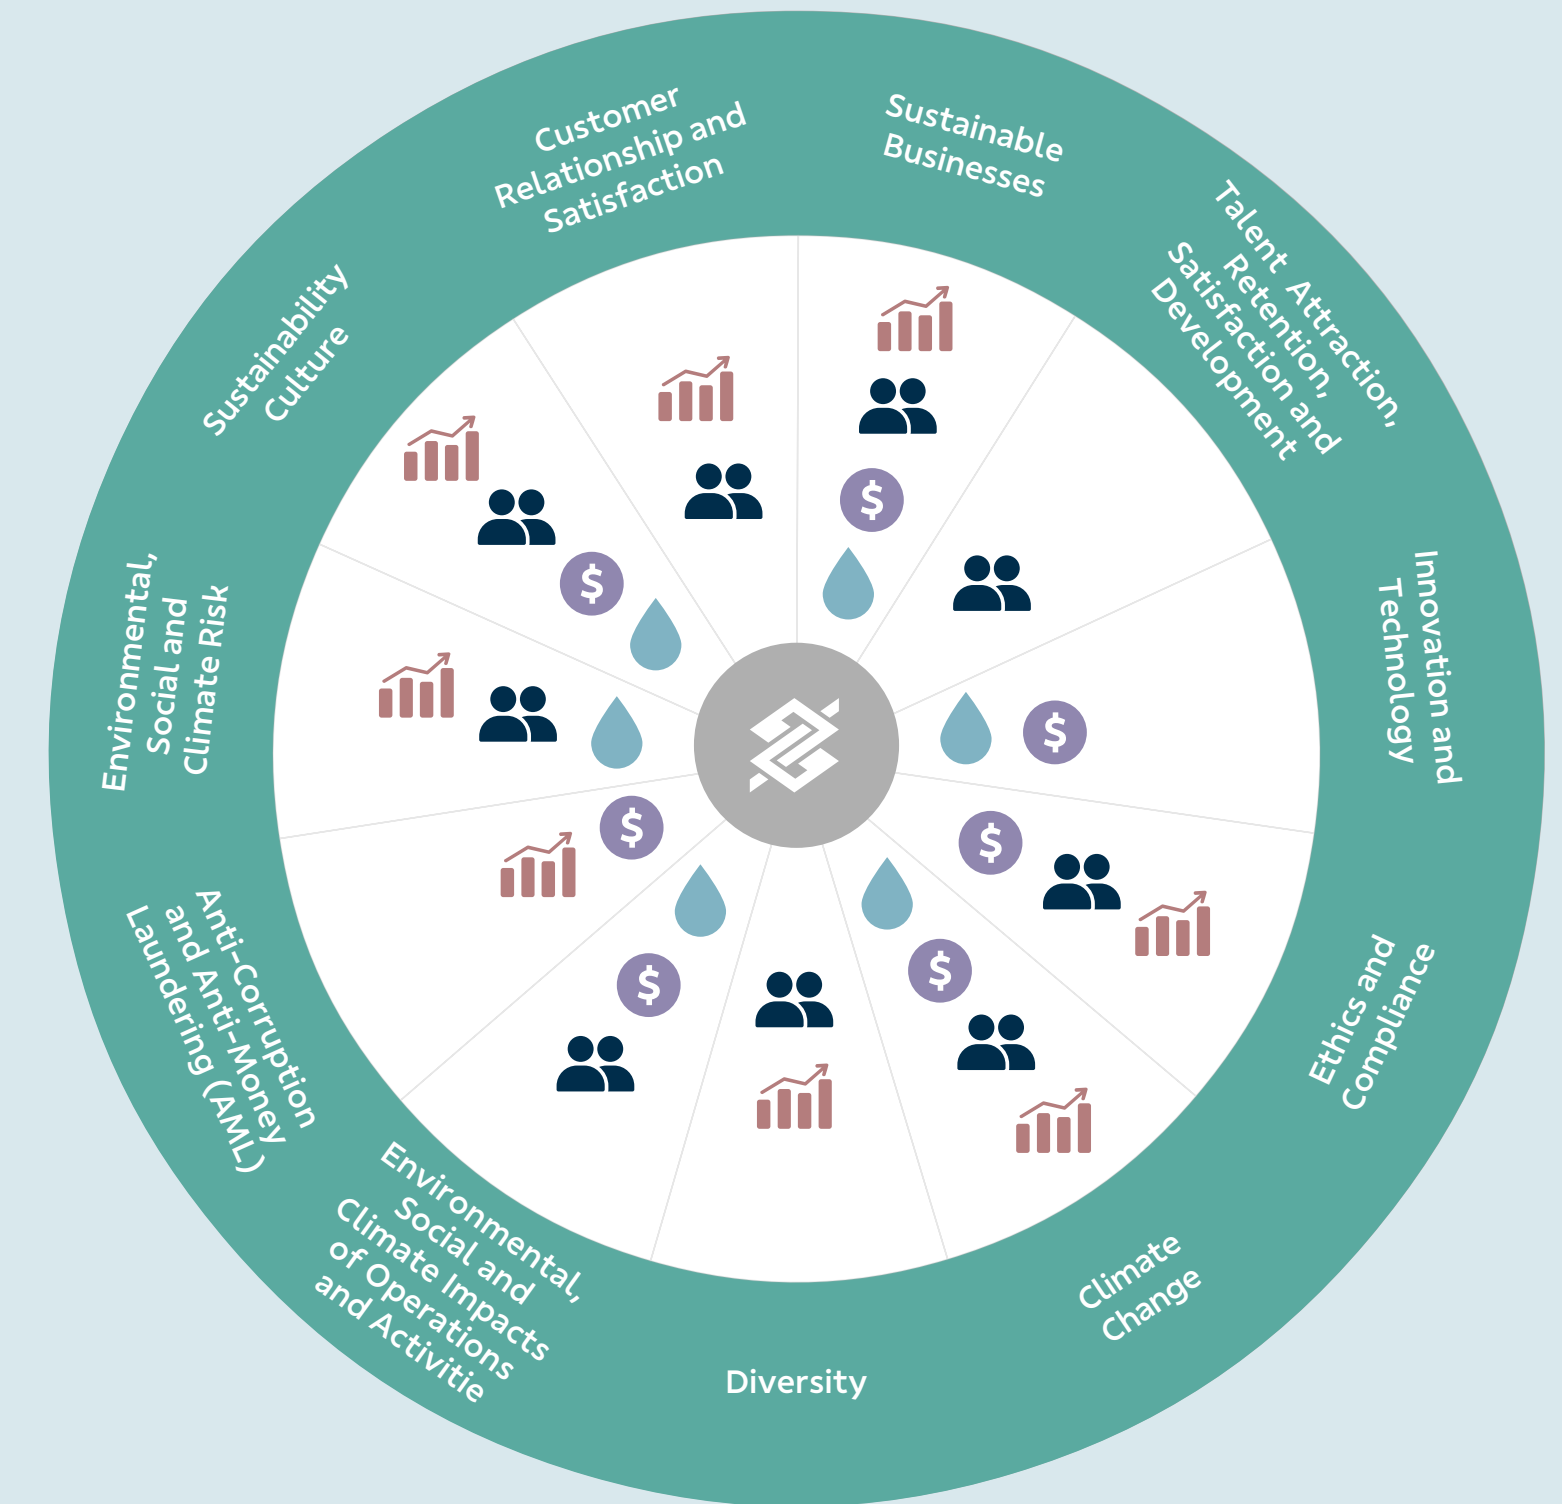 Customer
Relationship and
Satisfaction
Sustainable
Businesses
Talent Attraction,
Retention,
Satisfaction and
Development
Innovation and
Technology
Ethics and
Compliance
Climate
Change
Diversity
Environmental,
Social and
Climate Impacts
of Operations
and Activitie
Anti-Corruption
and Anti-Money
Laundering (AML)
Environmental,
Social and
Climate Risk
Sustainability
Culture
$
$
$
$
$
$
$